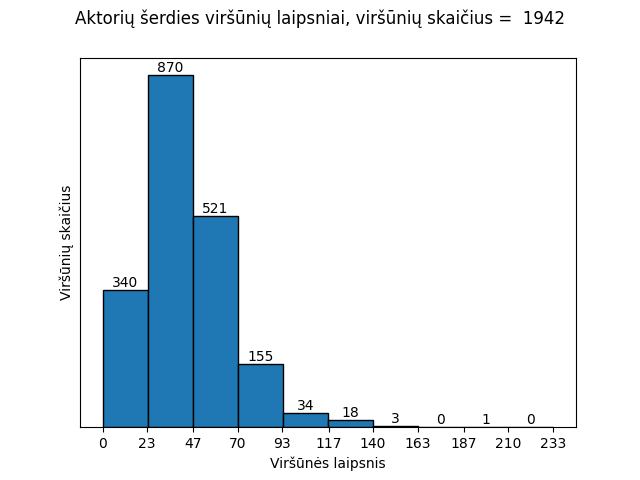 Aktorių šerdies viršūnių laipsniai, viršūnių skaičius =  1942
870
521
340
155
34
18
3
0
1
0
Viršūnių skaičius
0 23 47 70 93 117 140 163 187 210 233
Viršūnės laipsnis